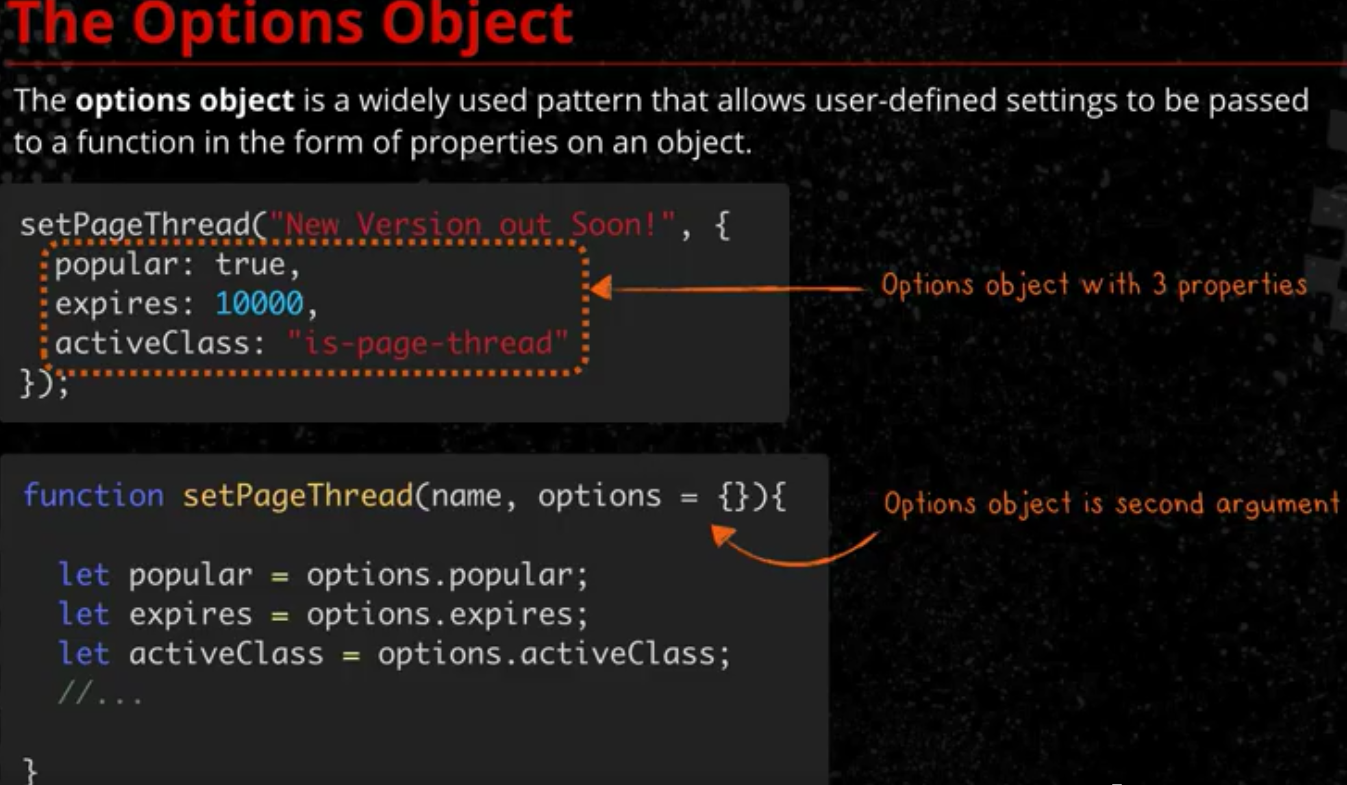 The Options Object
The options object is a widely used pattern that allows user-defined settings to be passed
to a function in the form of properties on an object.
setPageThread("New Version out Soon!", {
popular: true,
expires: 10000,
activeClass: "is-page-thread"
});
Options object with 3 properties
function setPageThread(name, options = {}){
Options object is second argument
let popular = options.popular;
let expires = options.expires;
let activeClass = options.activeClass;
//...
}